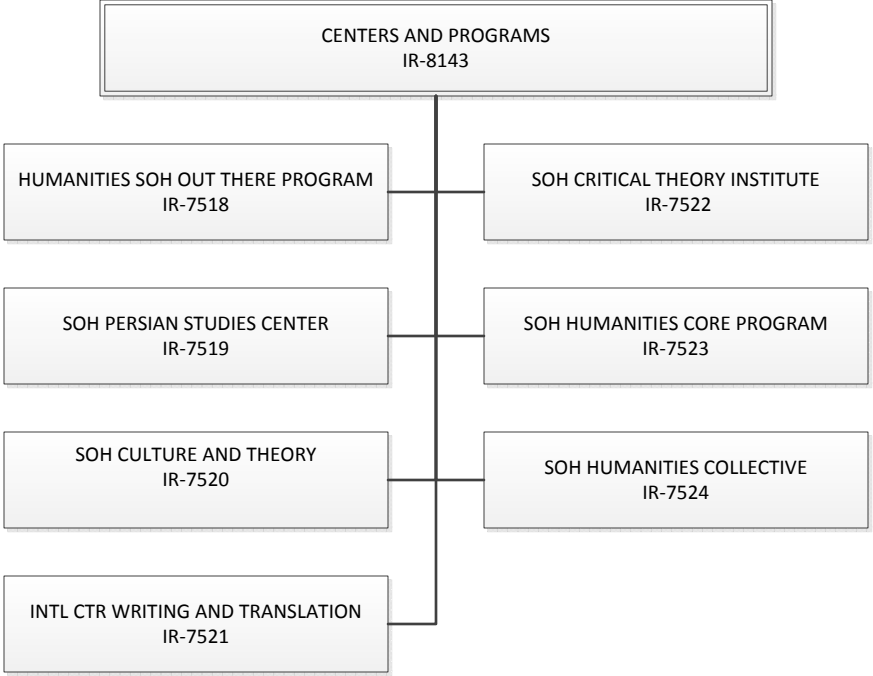 CENTERS AND PROGRAMS
IR-8143
HUMANITIES SOH OUT THERE PROGRAM
IR-7518
SOH CRITICAL THEORY INSTITUTE
IR-7522
SOH PERSIAN STUDIES CENTER
IR-7519
SOH HUMANITIES CORE PROGRAM
IR-7523
SOH CULTURE AND THEORY
IR-7520
SOH HUMANITIES COLLECTIVE
IR-7524
INTL CTR WRITING AND TRANSLATION
IR-7521